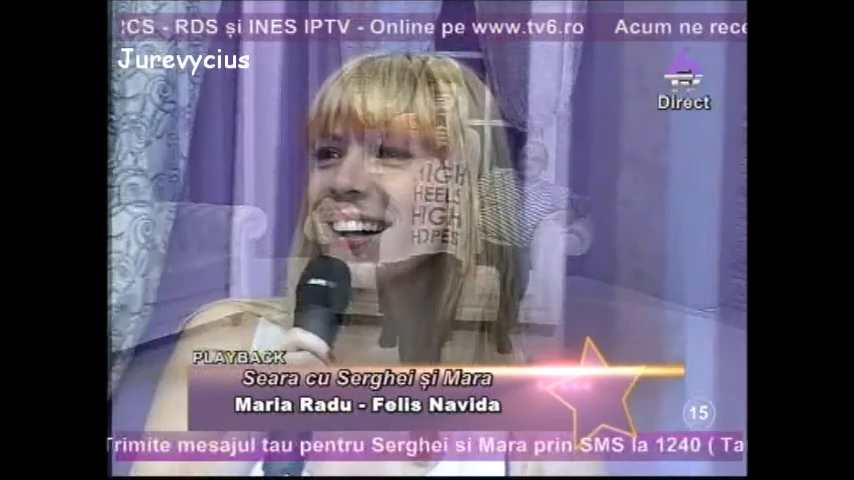 CS - RDS și INES IPTV - Online pe www.tv6.ro Acum ne rece
Jurevycius
6
Direct
HIGH
HEELS
HIGH
HOPES
PLAYBACK
Seara cu Serghei și Mara
Maria Radu - Felis Navida
15
Trimite mesajul tau pentru Serghei si Mara prin SMS la 1240 ( Ta